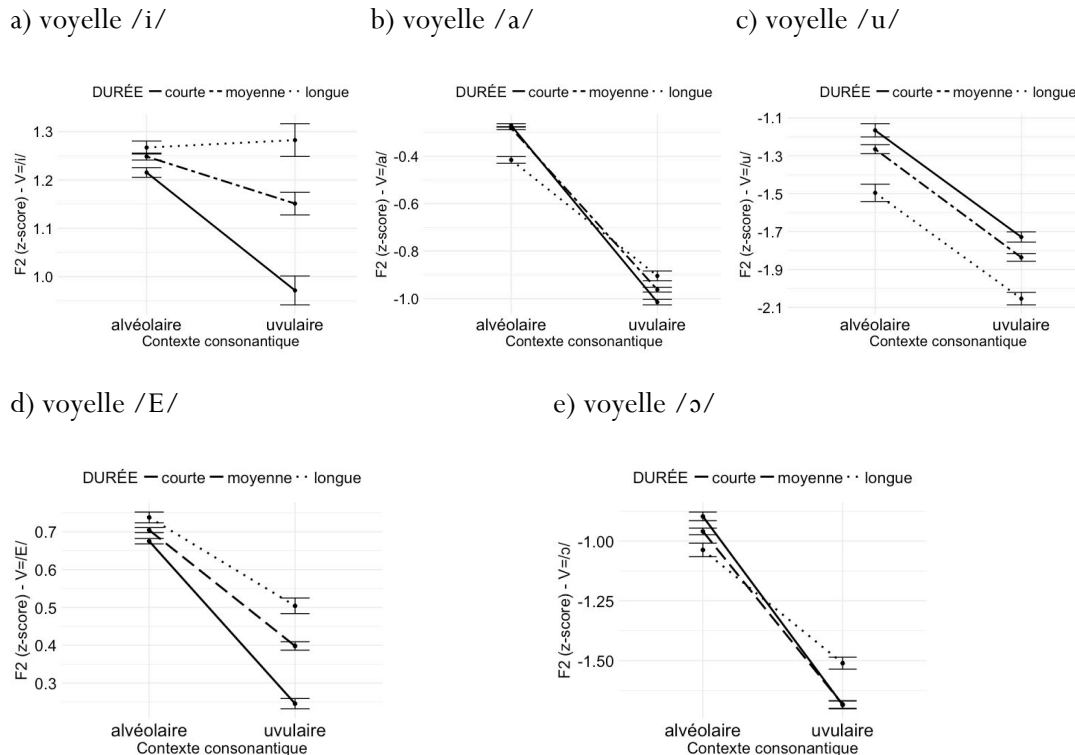 a) voyelle /i/
DURÉE courte moyenne longue
F2 (z-score) - V=/i/
1.3
1.2
1.1
1.0
alvéolaire uvulaire
Contexte consonantique
b) voyelle /a/
DURÉE courte moyenne longue
F2 (z-score) - V=/a/
-0.4
-0.6
-0.8
-1.0
alvéolaire uvulaire
Contexte consonantique
c) voyelle /u/
DURÉE courte moyenne longue
F2 (z-score) - V=/u/
-1.1
-1.3
-1.5
-1.7
-1.9
-2.1
alvéolaire uvulaire
Contexte consonantique
d) voyelle /E/
DURÉE courte moyenne longue
F2 (z-score) - V=/E/
0.7
0.6
0.5
0.4
0.3
alvéolaire uvulaire
Contexte consonantique
e) voyelle /ɔ/
DURÉE courte moyenne longue
F2 (z-score) - V=/ɔ/
-1.00
-1.25
-1.50
alvéolaire uvulaire
Contexte consonantique